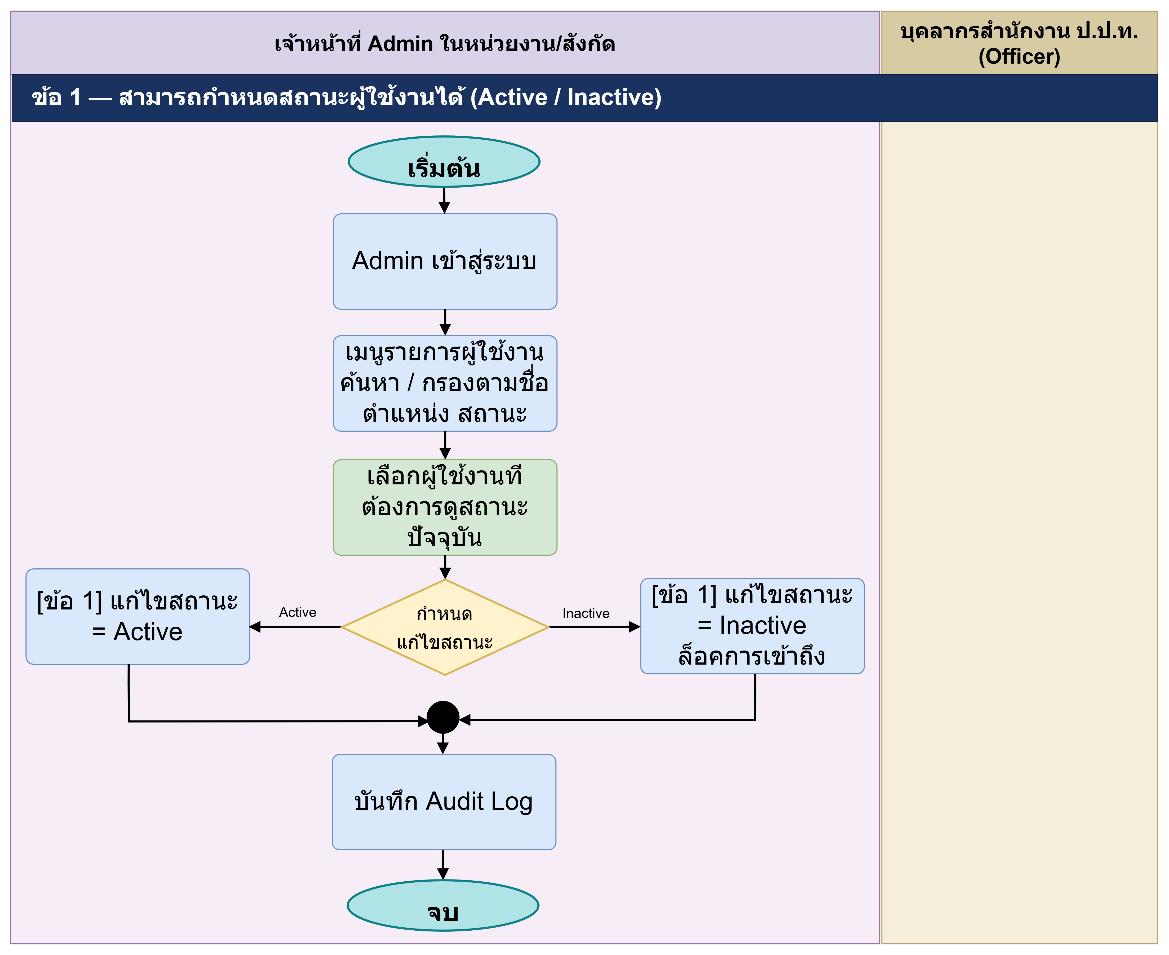 เจ้าหน้าที่ Admin ในหน่วยงาน/สังกัด
บุคลากรสำนักงาน ป.ป.ท.
(Officer)
ข้อ 1 — สามารถกำหนดสถานะผู้ใช้งานได้ (Active / Inactive)
เริ่มต้น
Admin เข้าสู่ระบบ
เมนูรายการผู้ใช้งาน
ค้นหา / กรองตามชื่อ
ตำแหน่ง สถานะ
เลือกผู้ใช้งานที่
ต้องการดูสถานะ
ปัจจุบัน
[ข้อ 1] แก้ไขสถานะ
= Active
Active
กำหนด
แก้ไขสถานะ
Inactive
[ข้อ 1] แก้ไขสถานะ
= Inactive
ล็อคการเข้าถึง
บันทึก Audit Log
จบ